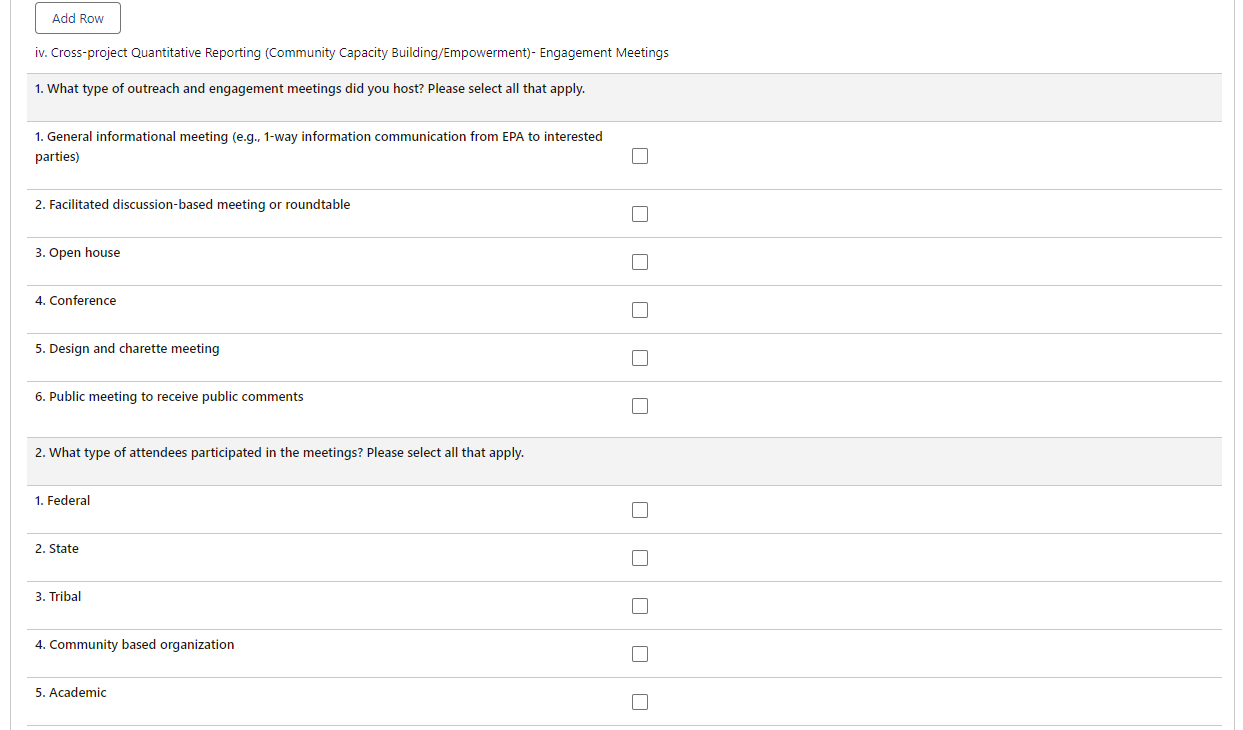 Add Row
iv. Cross-project Quantitative Reporting (Community Capacity Building/Empowerment)- Engagement Meetings
1. What type of outreach and engagement meetings did you host? Please select all that apply.
1. General informational meeting (e.g., 1-way information communication from EPA to interested
parties)
2. Facilitated discussion-based meeting or roundtable
3. Open house
4. Conference
5. Design and charette meeting
6. Public meeting to receive public comments
2. What type of attendees participated in the meetings? Please select all that apply.
1. Federal
2. State
3. Tribal
4. Community based organization
5. Academic